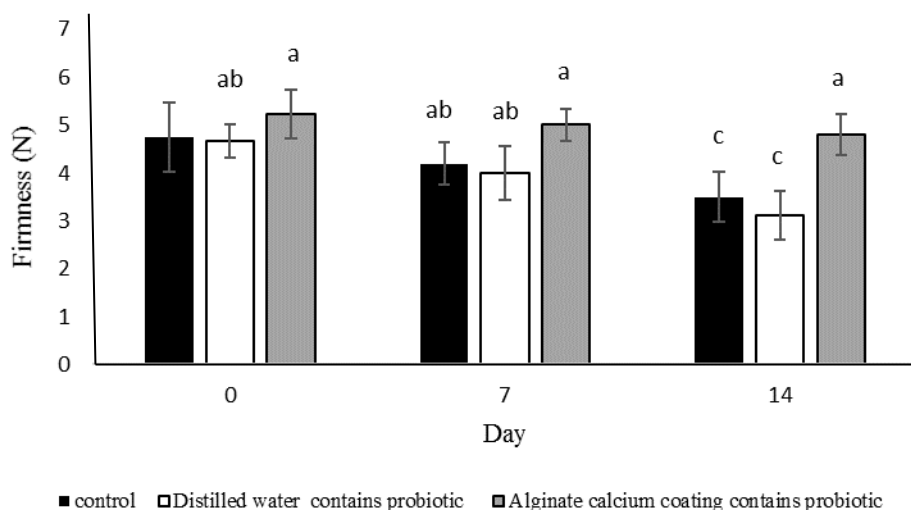 Firmness (N)
7
6
5
4
3
2
1
0
ab
a
ab
ab
a
c
c
a
0
7
14
Day
control
Distilled water contains probiotic
Alginate calcium coating contains probiotic